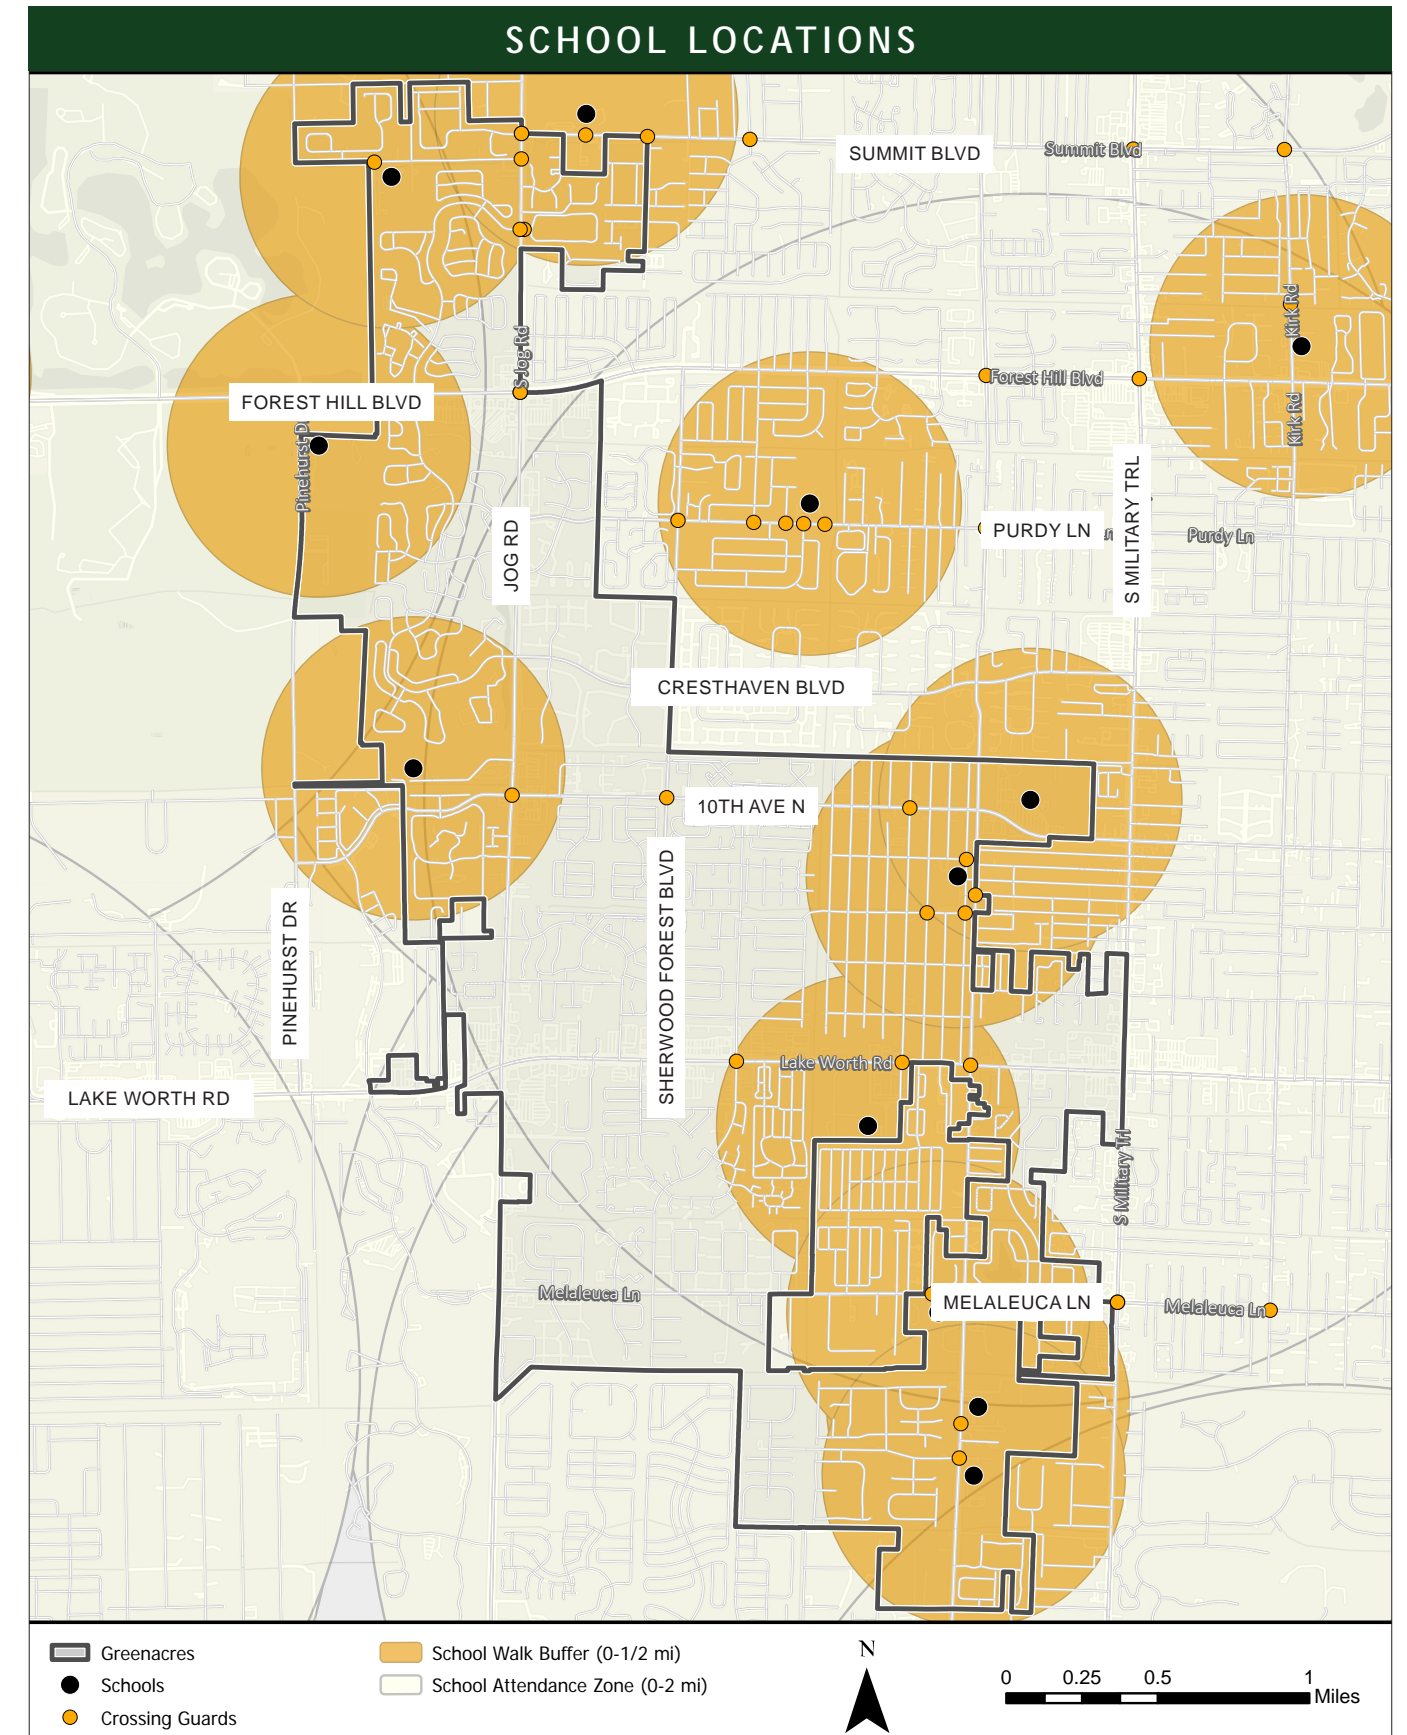 SCHOOL LOCATIONS
SUMMIT BLVD
Summit Blvd
Kirk Rd
S Jog Rd
Forest Hill Blvd
FOREST HILL BLVD
Kirk Rd
Pinehurst D
S MILITARY TRL
JOG RD
PURDY LN
Purdy Ln
CRESTHAVEN BLVD
10TH AVE N
SHERWOOD FOREST BLVD
PINEHURST DR
Lake Worth Rd
LAKE WORTH RD
S Military Trl
Melaleuca Ln
MELALEUCA LN
Melaleuca Ln
Greenacres
Schools
Crossing Guards
School Walk Buffer (0-1/2 mi)
School Attendance Zone (0-2 mi)
N
0 0.25 0.5 1
Miles